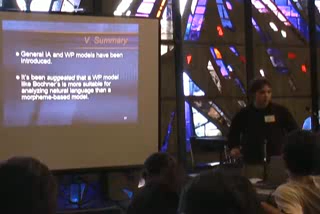 V Summary
General IA and WP models have been
introduced.
It's been suggested that a WP model
like Bochner's is more suitable for
analyzing natural language than a
morpheme-based model.